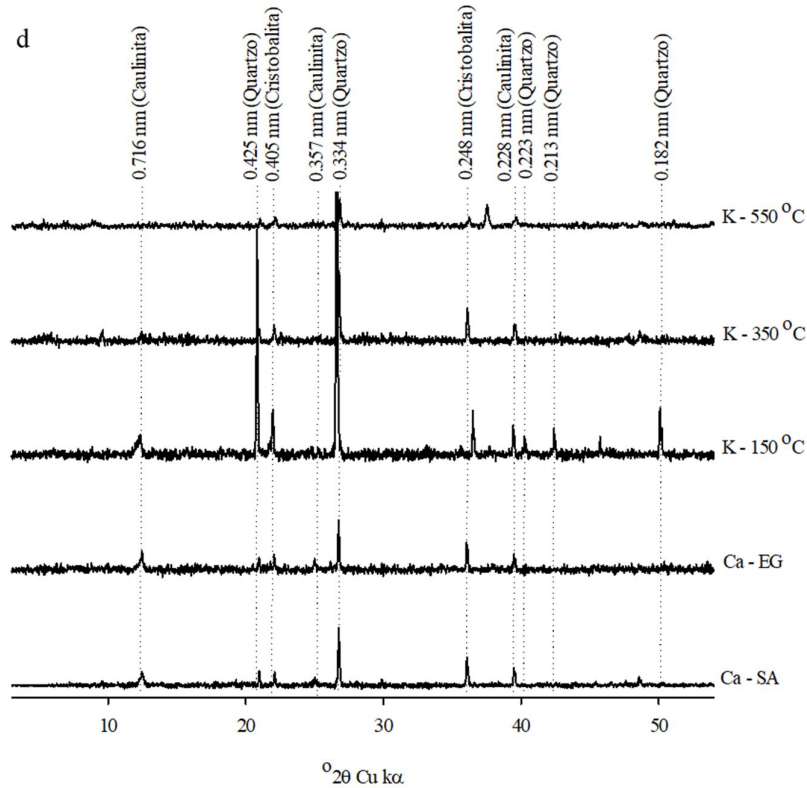 d
0.716 nm (Caulinita)
0.425 nm (Quartzo)
0.405 nm (Cristobalita)
0.357 nm (Caulinita)
0.334 nm (Quartzo)
0.248 nm (Cristobalita)
0.228 nm (Caulinita)
0.223 nm (Quartzo)
0.213 nm (Quartzo)
0.182 nm (Quartzo)
K - 550 °C
K - 350 °C
K - 150 °C
Ca - EG
Ca - SA
10 20 30 40 50
°2θ Cu kα